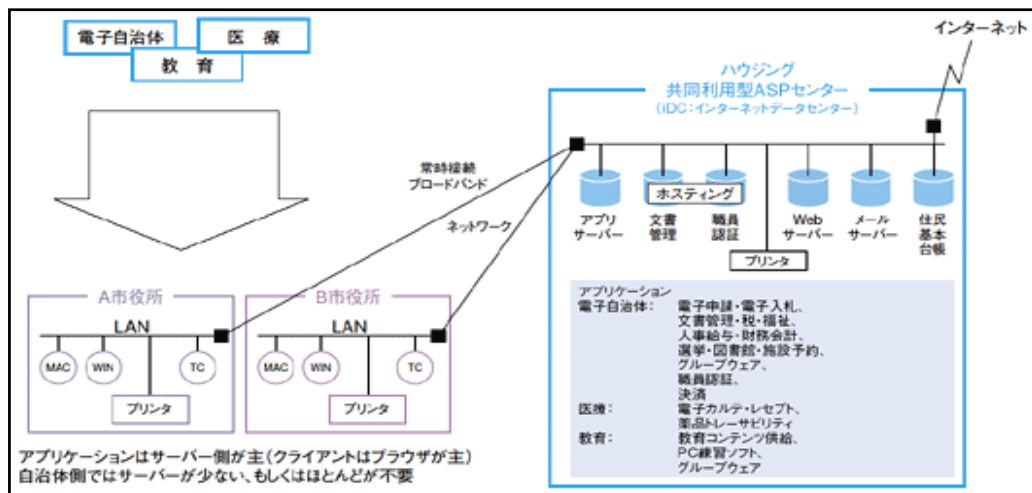 電子自治体
医 療
教 育
インターネット
ハウジング
共同利用型ASPセンター
(iDC:インターネットデータセンター)
常時接続
ブロードバンド
ネットワーク
ホスティング
アプリ
サーバー
文書
管理
職員
認証
Web
サーバー
メール
サーバー
住民
基本
台帳
プリンタ
A市役所
LAN
MAC
WIN
TC
プリンタ
B市役所
LAN
MAC
WIN
TC
プリンタ
アプリケーション
電子自治体: 電子申請・電子入札、
文書管理・税・福祉、
人事給与・財務会計、
選挙・図書館・施設予約、
グループウェア、
職員認証、
決済
医療: 電子カルテ・レセプト、
薬品トレーサビリティ
教育: 教育コンテンツ供給、
PC練習ソフト、
グループウェア
アプリケーションはサーバー側が主(クライアントはブラウザが主)
自治体側ではサーバーが少ない、もしくはほとんどが不要